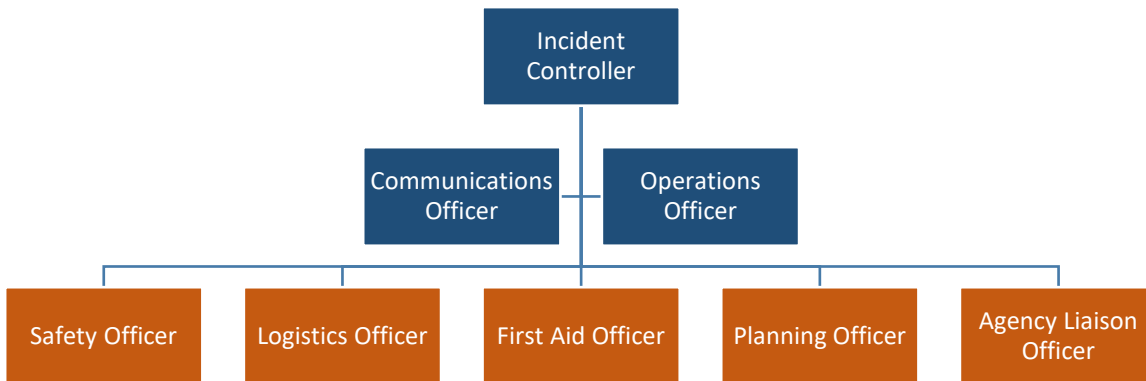 Incident
Controller
Communications
Officer
Operations
Officer
Safety Officer
Logistics Officer
First Aid Officer
Planning Officer
Agency Liaison
Officer